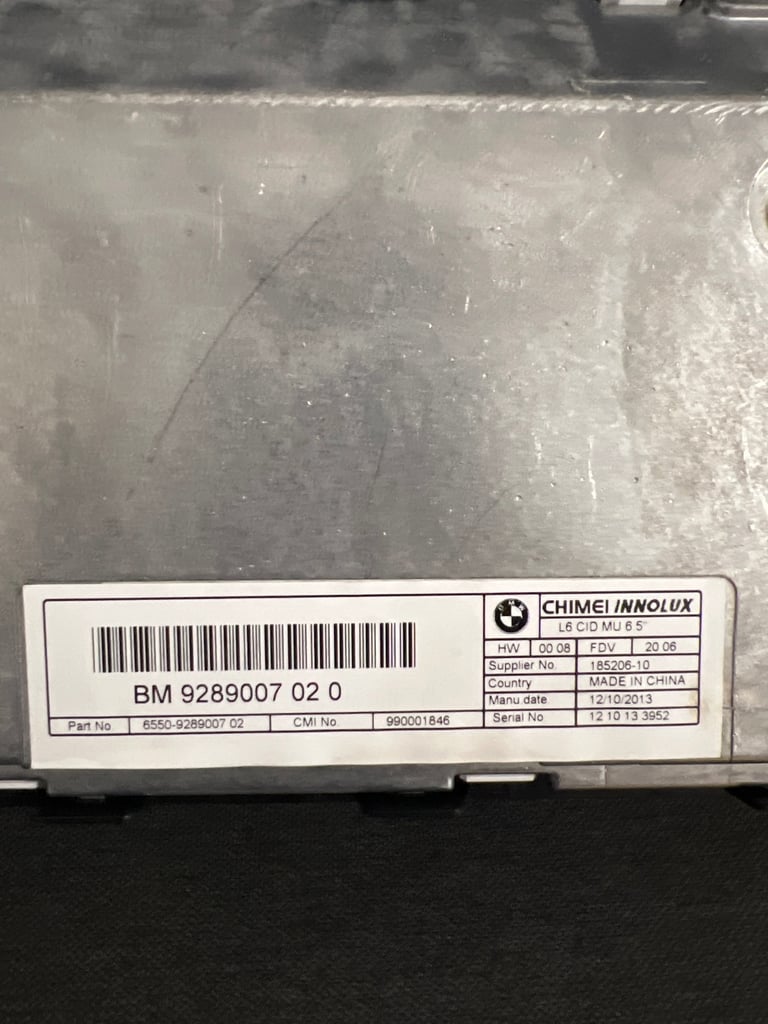 BM 9289007 02 0
Part No. 6550-9289007 02 CMI No. 990001846
BMW
CHIMEI INNOLUX
L6 CID MU 6.5"
HW 00 08 FDV 20 06
Supplier No. 185206-10
Country MADE IN CHINA
Manu date 12/10/2013
Serial No 12 10 13 3952